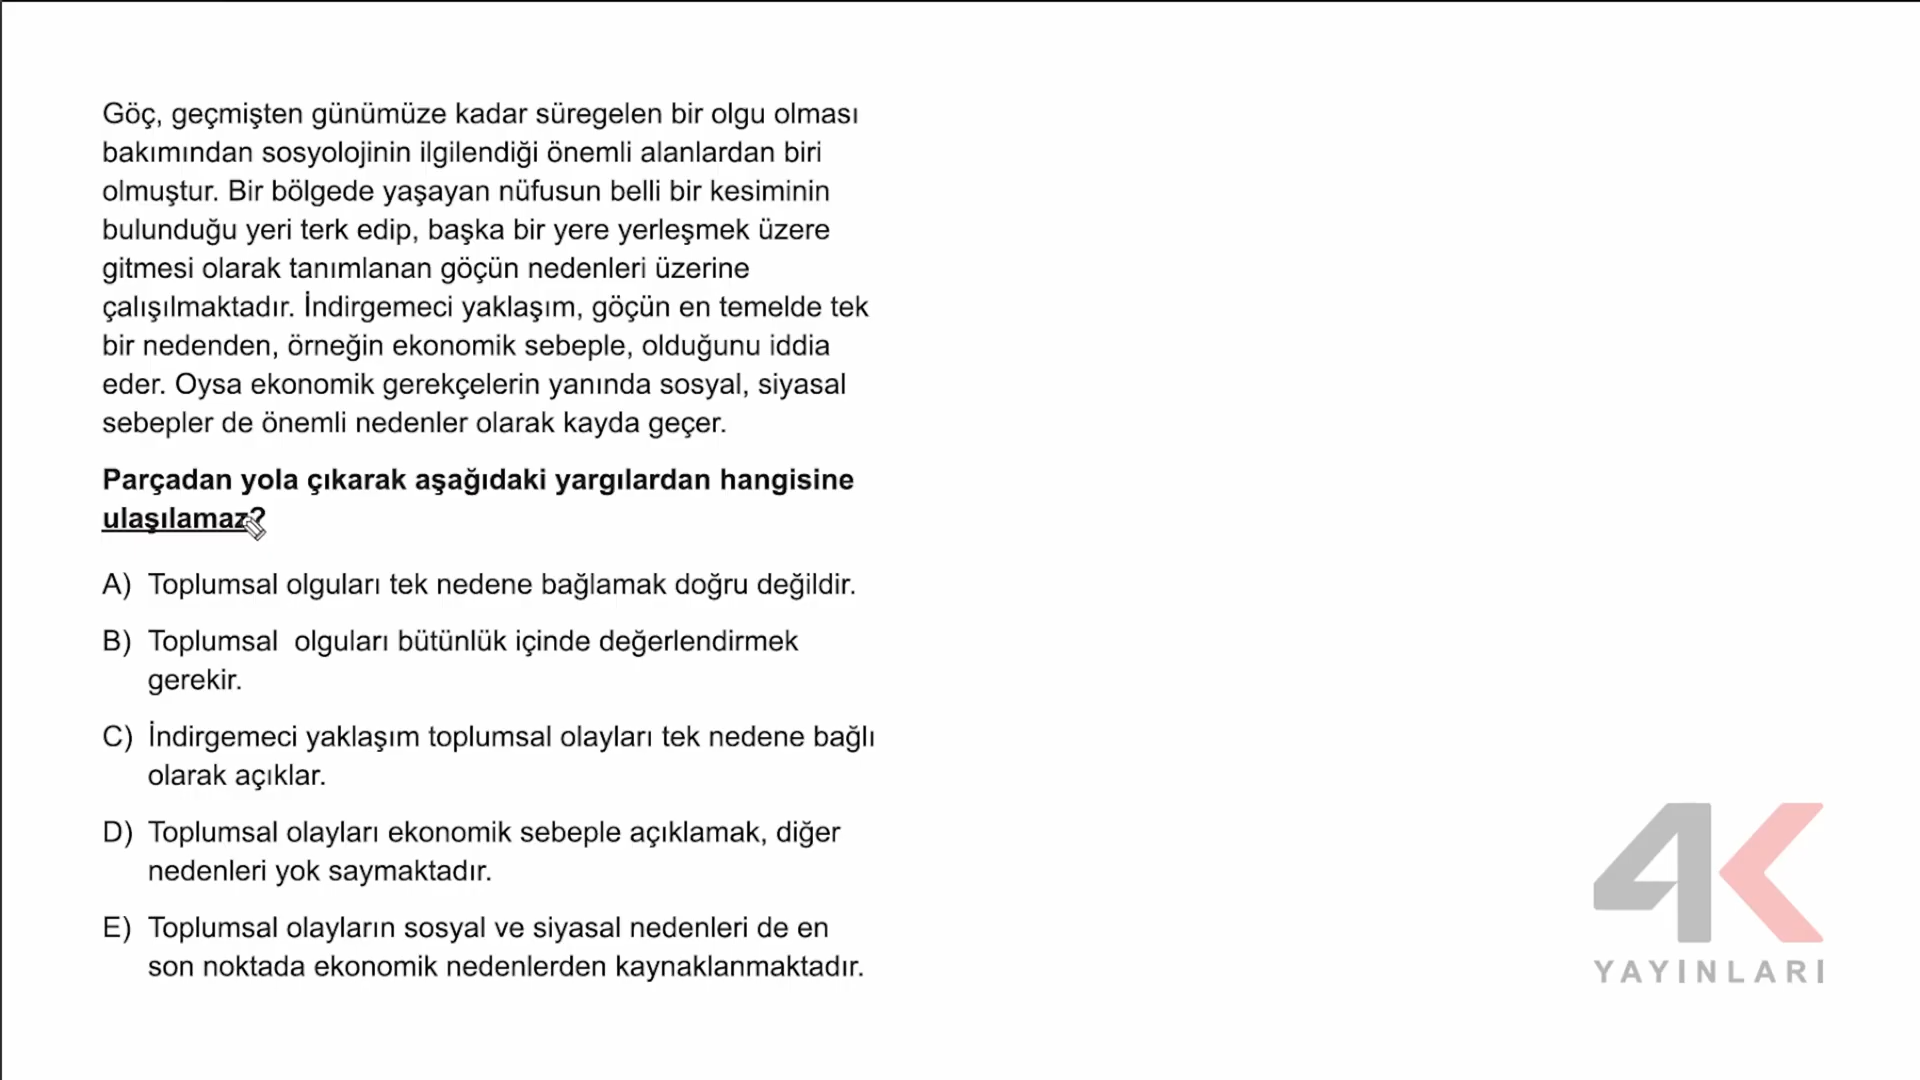 Göç, geçmişten günümüze kadar süregelen bir olgu olması
bakımından sosyolojinin ilgilendiği önemli alanlardan biri
olmuştur. Bir bölgede yaşayan nüfusun belli bir kesiminin
bulunduğu yeri terk edip, başka bir yere yerleşmek üzere
gitmesi olarak tanımlanan göçün nedenleri üzerine
çalışılmaktadır. İndirgemeci yaklaşım, göçün en temelde tek
bir nedenden, örneğin ekonomik sebeple, olduğunu iddia
eder. Oysa ekonomik gerekçelerin yanında sosyal, siyasal
sebepler de önemli nedenler olarak kayda geçer.
Parçadan yola çıkarak aşağıdaki yargılardan hangisine
ulaşılamaz?
A) Toplumsal olguları tek nedene bağlamak doğru değildir.
B) Toplumsal  olguları bütünlük içinde değerlendirmek
gerekir.
C) İndirgemeci yaklaşım toplumsal olayları tek nedene bağlı
olarak açıklar.
D) Toplumsal olayları ekonomik sebeple açıklamak, diğer
nedenleri yok saymaktadır.
E) Toplumsal olayların sosyal ve siyasal nedenleri de en
son noktada ekonomik nedenlerden kaynaklanmaktadır.
4K
YAYINLARI